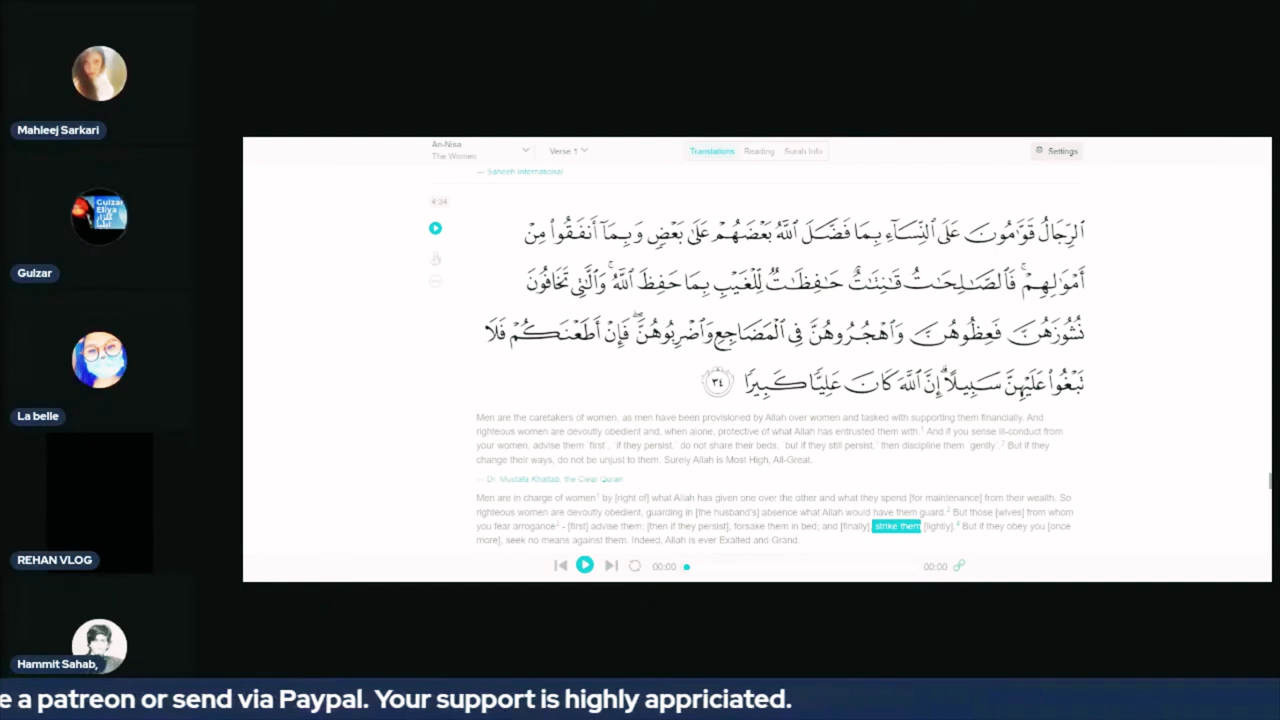 Mahleej Sarkari
Gulzar
Eliya
گلزار
ایلیا
Gulzar
La belle
REHAN VLOG
Hammit Sahab,
An-Nisa
The Women
Verse 1
Translations Reading Surah Info
Settings
— Saheeh International
4:34
ٱلرِّجَالُ قَوَّٰمُونَ عَلَى ٱلنِّسَآءِ بِمَا فَضَّلَ ٱللَّهُ بَعْضَهُمْ عَلَىٰ بَعْضٍ وَبِمَآ أَنفَقُوا۟ مِنْ
أَمْوَٰلِهِمْ ۚ فَٱلصَّـٰلِحَـٰتُ قَـٰنِتَـٰتٌ حَـٰفِظَـٰتٌ لِّلْغَيْبِ بِمَا حَفِظَ ٱللَّهُ ۚ وَٱلَّـٰتِى تَخَافُونَ
نُشُوزَهُنَّ فَعِظُوهُنَّ وَٱهْجُرُوهُنَّ فِى ٱلْمَضَاجِعِ وَٱضْرِبُوهُنَّ ۖ فَإِنْ أَطَعْنَكُمْ فَلَا
تَبْغُوا۟ عَلَيْهِنَّ سَبِيلًا ۗ إِنَّ ٱللَّهَ كَانَ عَلِيًّا كَبِيرًا ٣٤
Men are the caretakers of women, as men have been provisioned by Allah over women and tasked with supporting them financially. And
righteous women are devoutly obedient and, when alone, protective of what Allah has entrusted them with.1 And if you sense ill-conduct from
your women, advise them ˹first˺, ˹if they persist,˺ do not share their beds, ˹but if they still persist,˺ then discipline them ˹gently˺.2 But if they
change their ways, do not be unjust to them. Surely Allah is Most High, All-Great.
— Dr. Mustafa Khattab, the Clear Quran
Men are in charge of women1 by [right of] what Allah has given one over the other and what they spend [for maintenance] from their wealth. So
righteous women are devoutly obedient, guarding in [the husband's] absence what Allah would have them guard.2 But those [wives] from whom
you fear arrogance3 - [first] advise them; [then if they persist], forsake them in bed; and [finally], strike them [lightly].4 But if they obey you [once
more], seek no means against them. Indeed, Allah is ever Exalted and Grand.
00:00 00:00
e a patreon or send via Paypal. Your support is highly appriciated.